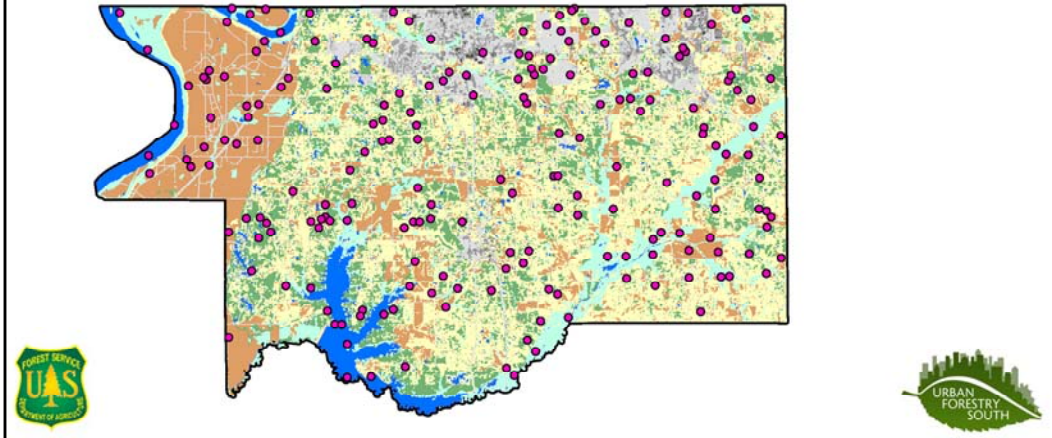 FOREST SERVICE
U S
DEPARTMENT OF AGRICULTURE
URBAN
FORESTRY
SOUTH